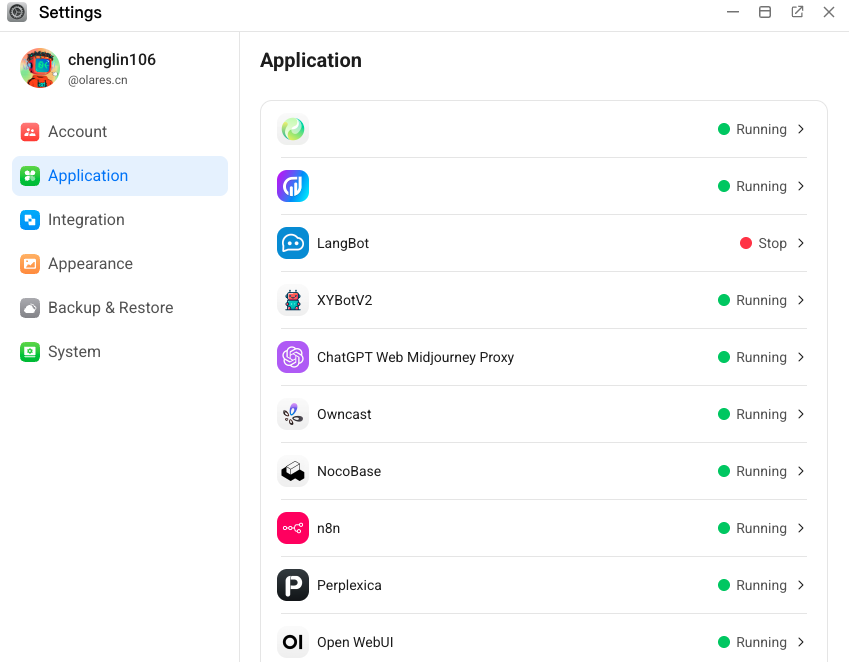 Settings
chenglin106
@olares.cn
Account
Application
Integration
Appearance
Backup & Restore
System
Application
Running
Running
LangBot Stop
XYBotV2 Running
ChatGPT Web Midjourney Proxy Running
Owncast Running
NocoBase Running
n8n Running
Perplexica Running
OI Open WebUI Running